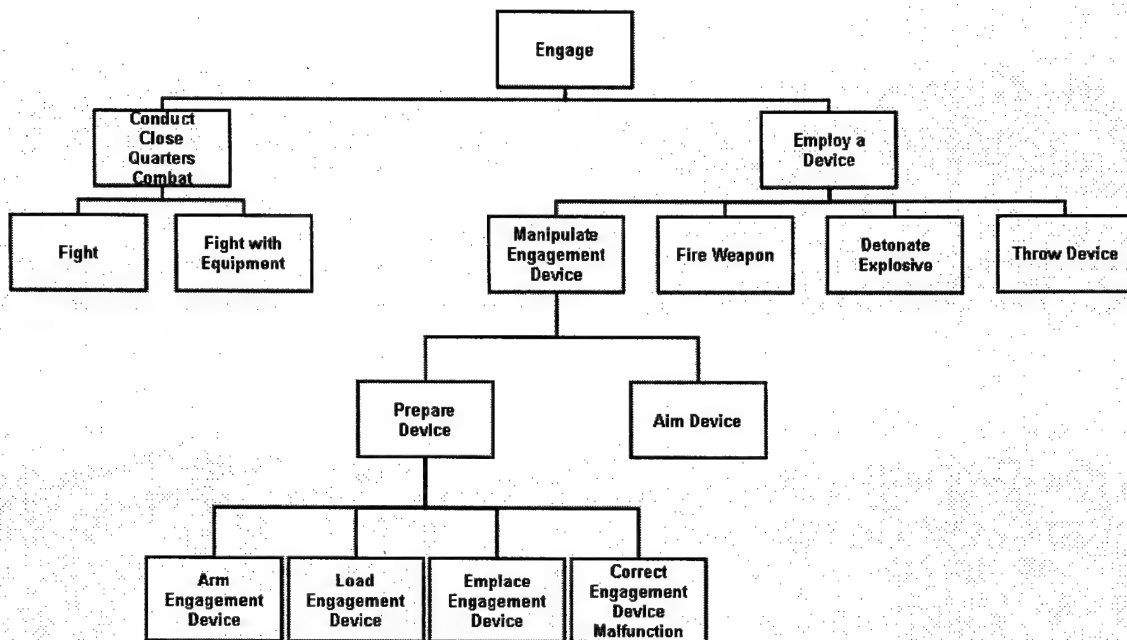 Engage
Conduct
Close
Quarters
Combat
Employ a
Device
Fight
Fight with
Equipment
Manipulate
Engagement
Device
Fire Weapon
Detonate
Explosive
Throw Device
Prepare
Device
Aim Device
Arm
Engagement
Device
Load
Engagement
Device
Emplace
Engagement
Device
Correct
Engagement
Device
Malfunction